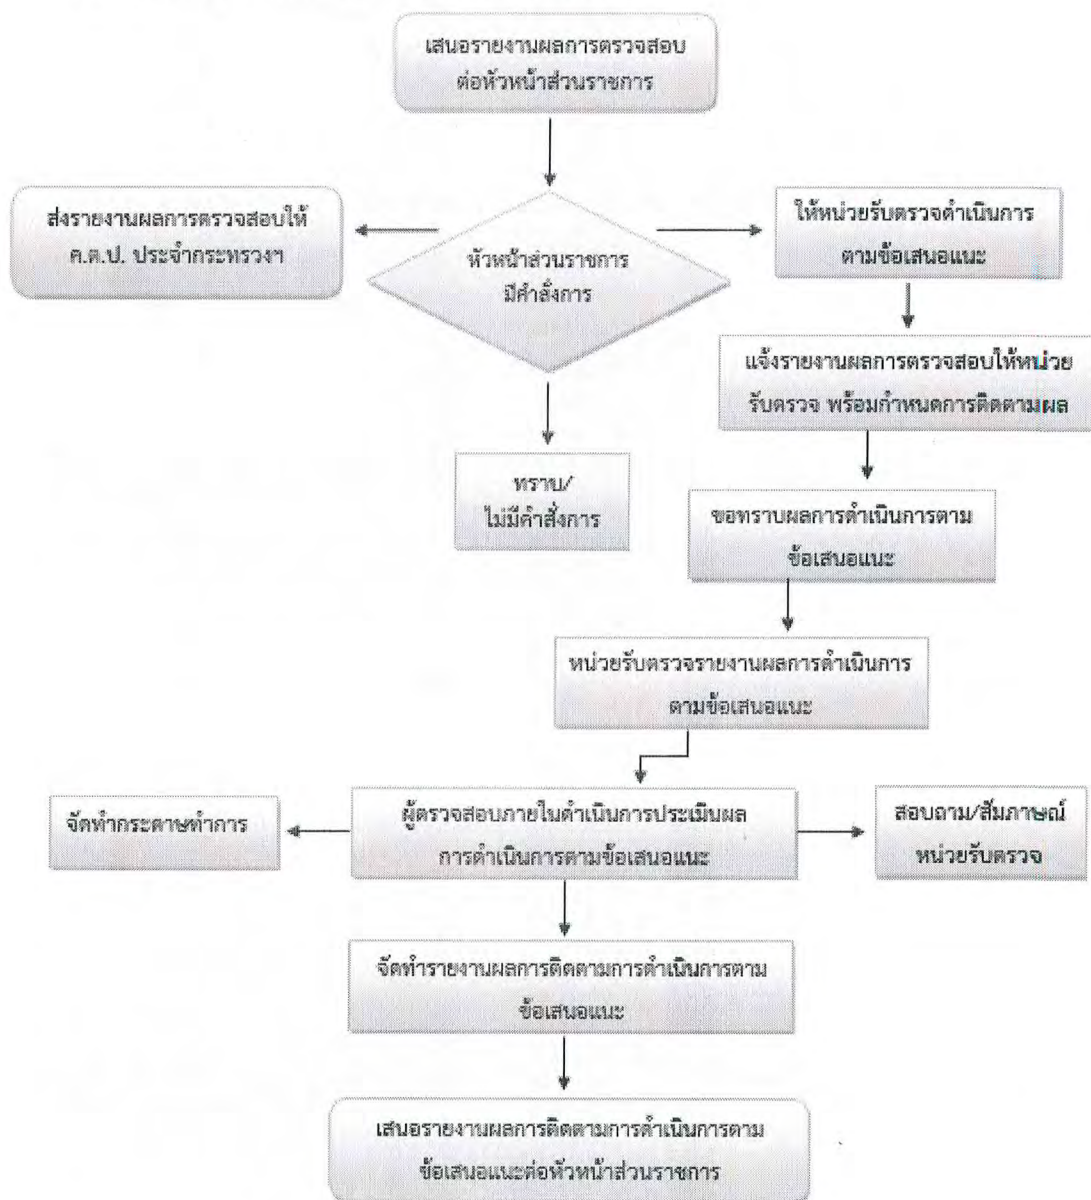 เสนอรายงานผลการตรวจสอบ
ต่อหัวหน้าส่วนราชการ
ส่งรายงานผลการตรวจสอบให้
ค.ต.ป. ประจำกระทรวงฯ
หัวหน้าส่วนราชการ
มีคำสั่งการ
ให้หน่วยรับตรวจดำเนินการ
ตามข้อเสนอแนะ
แจ้งรายงานผลการตรวจสอบให้หน่วย
รับตรวจ พร้อมกำหนดการติดตามผล
ทราบ/
ไม่มีคำสั่งการ
ขอทราบผลการดำเนินการตาม
ข้อเสนอแนะ
หน่วยรับตรวจรายงานผลการดำเนินการ
ตามข้อเสนอแนะ
จัดทำกระดาษทำการ
ผู้ตรวจสอบภายในดำเนินการประเมินผล
การดำเนินการตามข้อเสนอแนะ
สอบถาม/สัมภาษณ์
หน่วยรับตรวจ
จัดทำรายงานผลการติดตามการดำเนินการตาม
ข้อเสนอแนะ
เสนอรายงานผลการติดตามการดำเนินการตาม
ข้อเสนอแนะต่อหัวหน้าส่วนราชการ